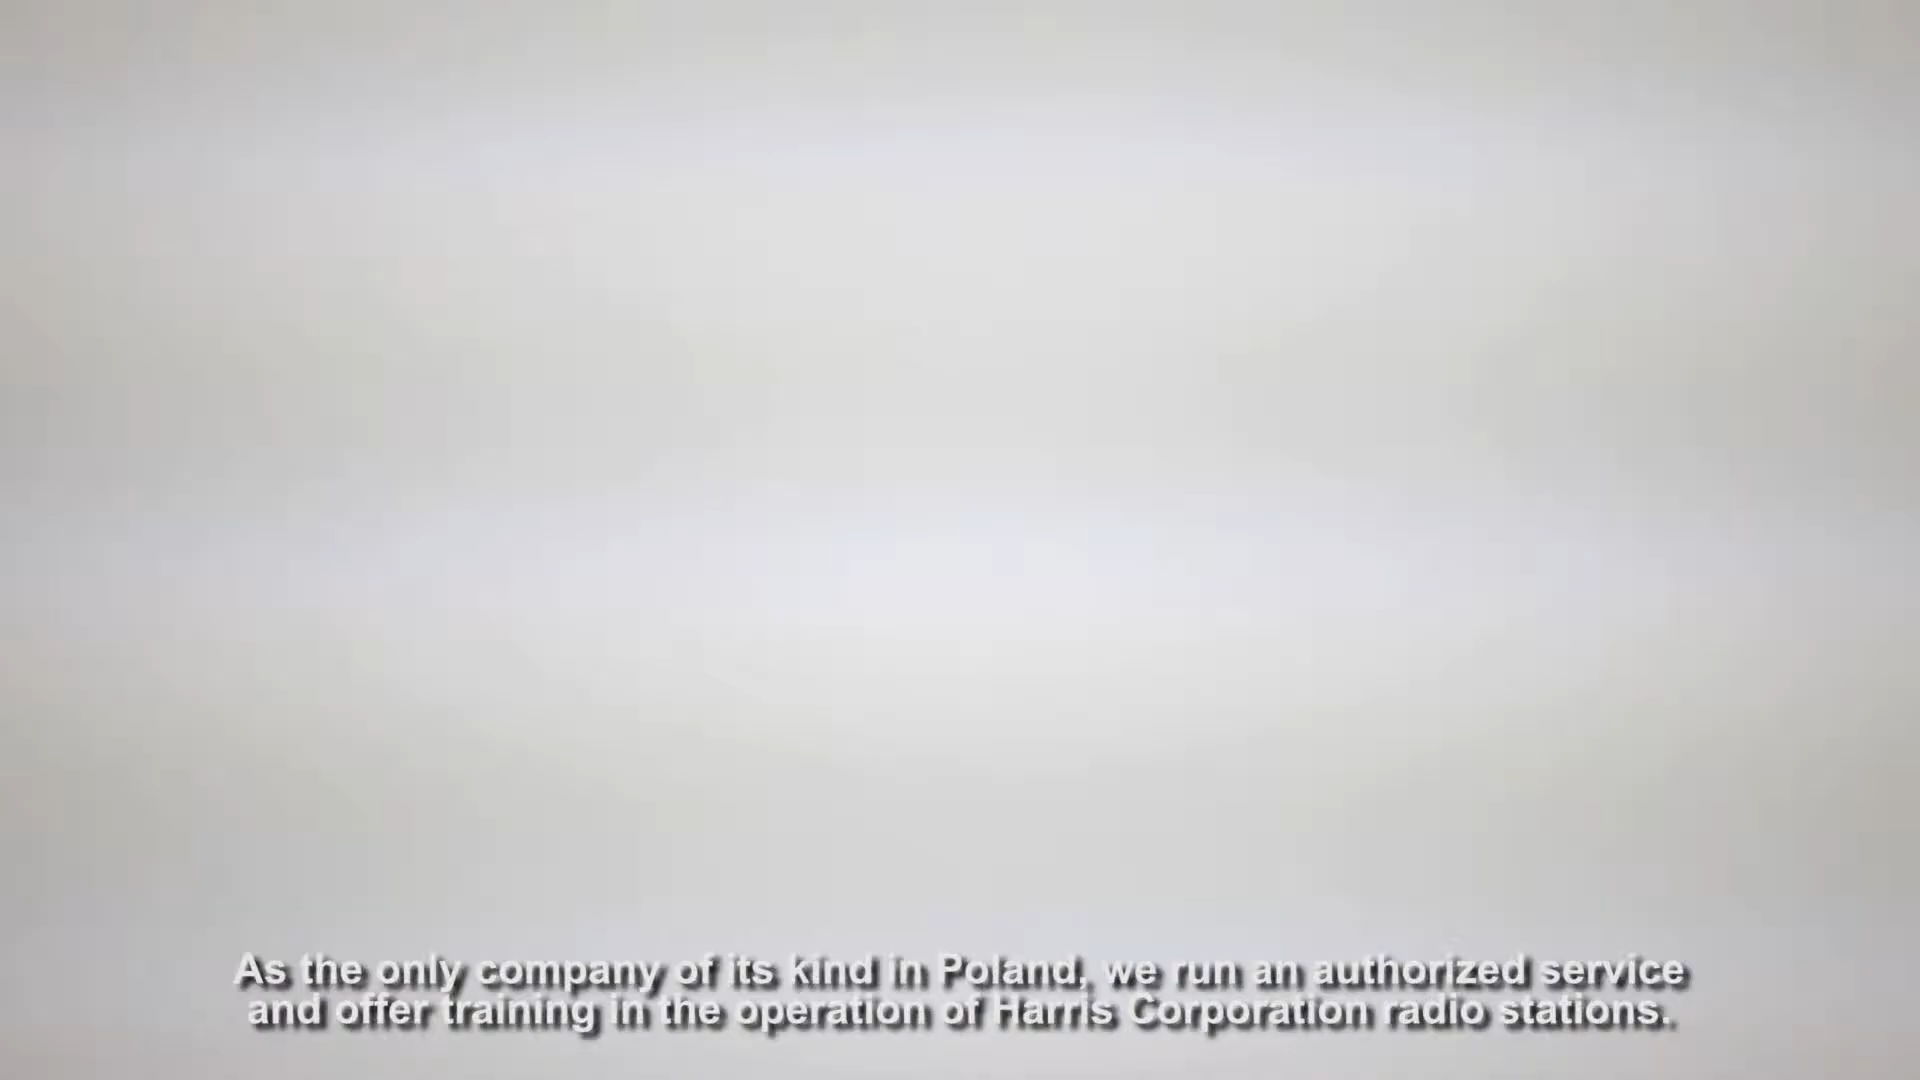 As the only company of its kind in Poland, we run an authorized service
and offer training in the operation of Harris Corporation radio stations.